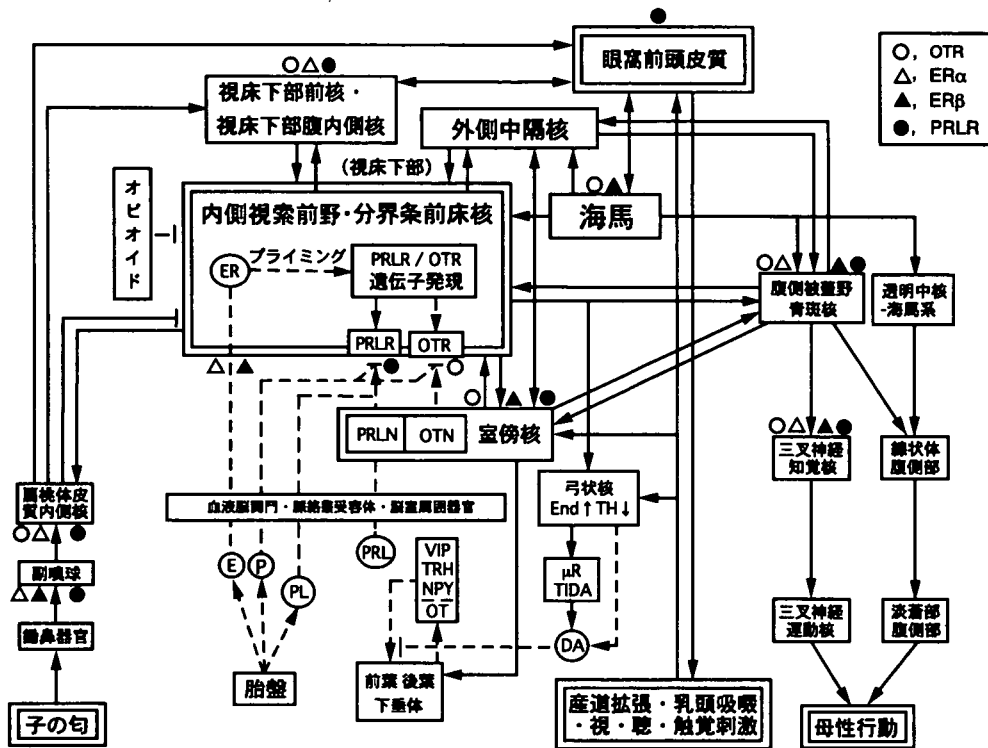 眼窩前頭皮質
○, OTR
△, ERα
▲, ERβ
●, PRLR
視床下部前核・
視床下部腹内側核
外側中隔核
(視床下部)
オピオイド
内側視索前野・分界条前床核
海馬
ER
プライミング
PRLR / OTR
遺伝子発現
腹側被蓋野
青斑核
透明中核
-海馬系
PRLR
OTR
PRLN
OTN
室傍核
三叉神経
知覚核
線状体
腹側部
扁桃体皮
質内側核
血液脳関門・脈絡叢受容体・脳室周囲器官
弓状核
End↑TH↓
副嗅球
E
P
PL
PRL
VIP
TRH
NPY
OT
μR
TIDA
三叉神経
運動核
淡蒼部
腹側部
鋤鼻器官
DA
胎盤
前葉 後葉
下垂体
子の匂
産道拡張・乳頭吸啜
・視・聴・触覚刺激
母性行動